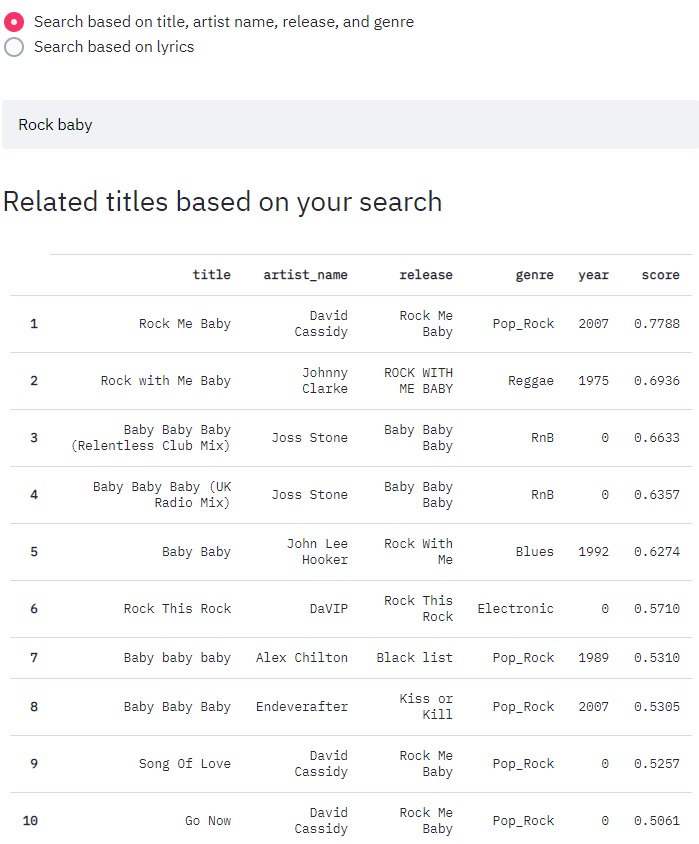 Search based on title, artist name, release, and genre
Search based on lyrics
Rock baby
Related titles based on your search
title artist_name release genre year score
1 Rock Me Baby David Cassidy Rock Me Baby Pop_Rock 2007 0.7788
2 Rock with Me Baby Johnny Clarke ROCK WITH ME BABY Reggae 1975 0.6936
3 Baby Baby Baby (Relentless Club Mix) Joss Stone Baby Baby Baby RnB 0 0.6633
4 Baby Baby Baby (UK Radio Mix) Joss Stone Baby Baby Baby RnB 0 0.6357
5 Baby Baby John Lee Hooker Rock With Me Blues 1992 0.6274
6 Rock This Rock DaVIP Rock This Rock Electronic 0 0.5710
7 Baby baby baby Alex Chilton Black list Pop_Rock 1989 0.5310
8 Baby Baby Baby Endeverafter Kiss or Kill Pop_Rock 2007 0.5305
9 Song Of Love David Cassidy Rock Me Baby Pop_Rock 0 0.5257
10 Go Now David Cassidy Rock Me Baby Pop_Rock 0 0.5061